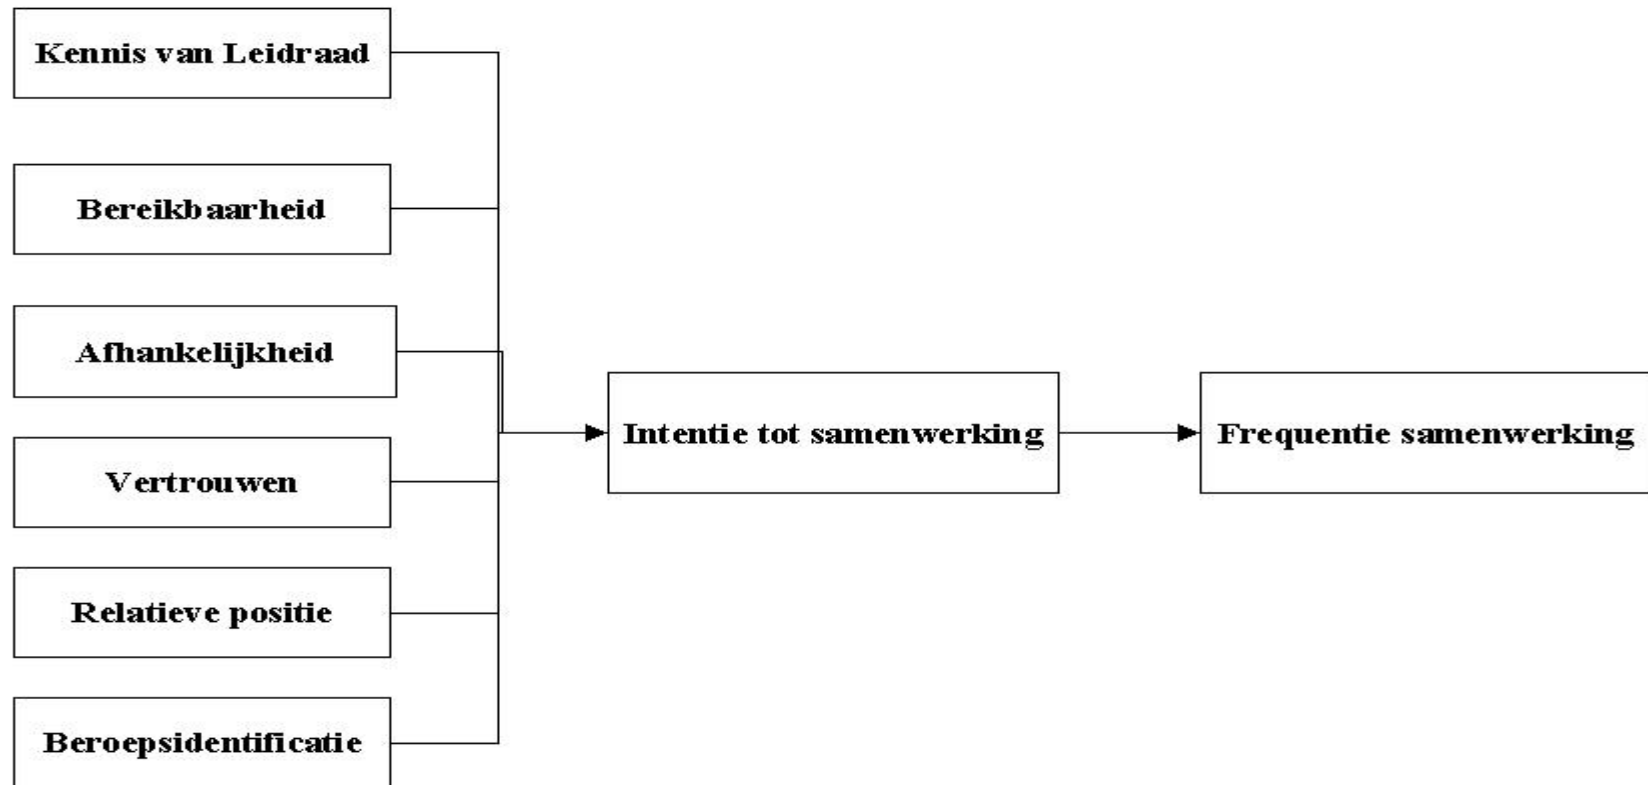 Kennis van Leidraad
Bereikbaarheid
Afhankelijkheid
Vertrouwen
Relatieve positie
Beroepsidentificatie
Intentie tot samenwerking
Frequentie samenwerking